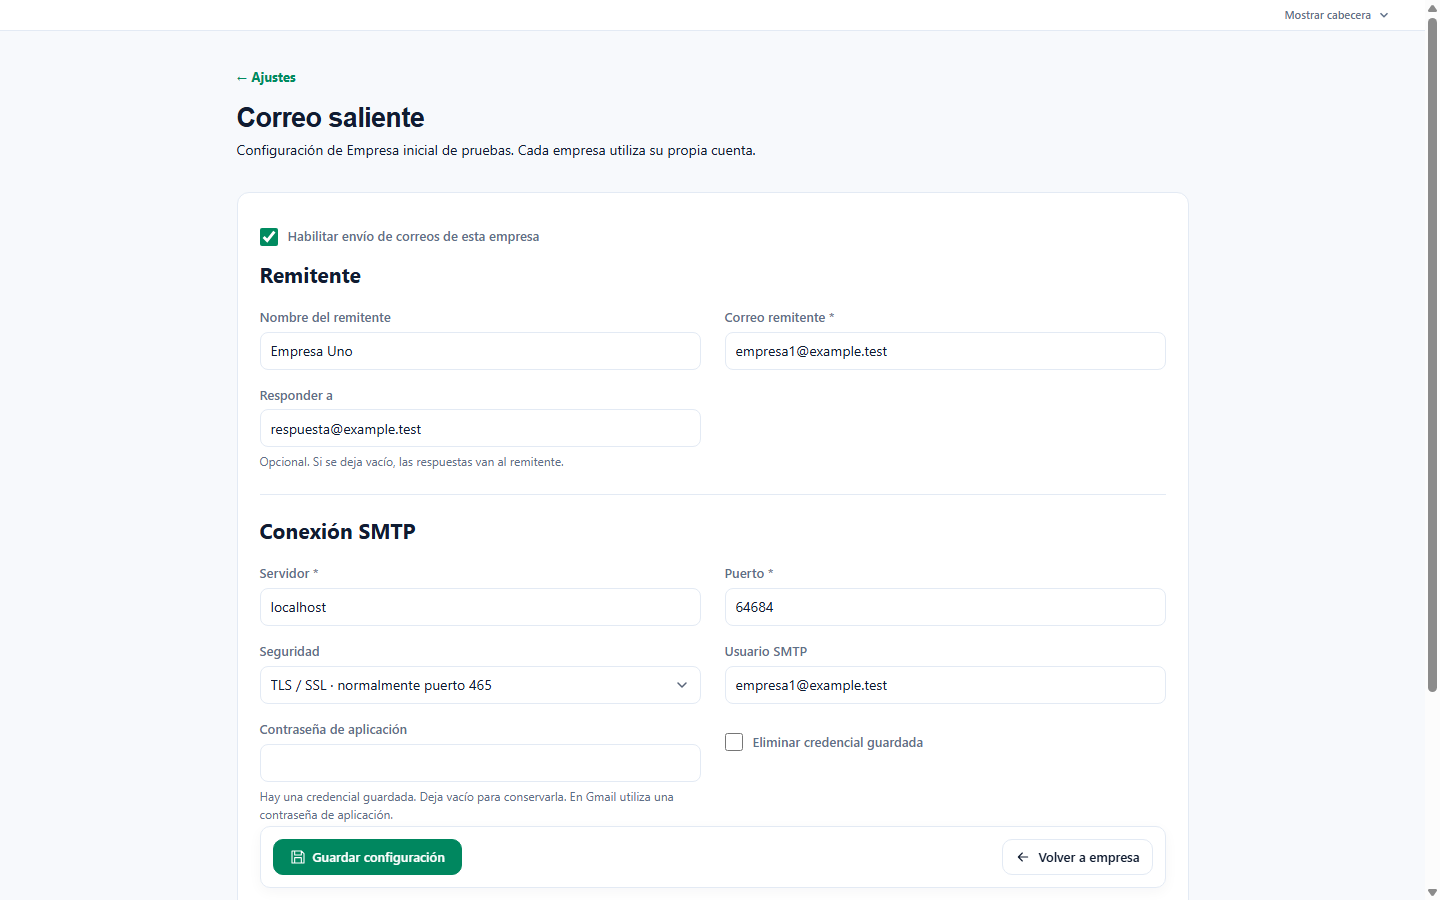 Mostrar cabecera
← Ajustes
Correo saliente
Configuración de Empresa inicial de pruebas. Cada empresa utiliza su propia cuenta.
Habilitar envío de correos de esta empresa
Remitente
Nombre del remitente
Correo remitente *
Empresa Uno
empresa1@example.test
Responder a
respuesta@example.test
Opcional. Si se deja vacío, las respuestas van al remitente.
Conexión SMTP
Servidor *
Puerto *
localhost
64684
Seguridad
Usuario SMTP
TLS / SSL · normalmente puerto 465
empresa1@example.test
Contraseña de aplicación
Eliminar credencial guardada
Hay una credencial guardada. Deja vacío para conservarla. En Gmail utiliza una
contraseña de aplicación.
Guardar configuración
← Volver a empresa